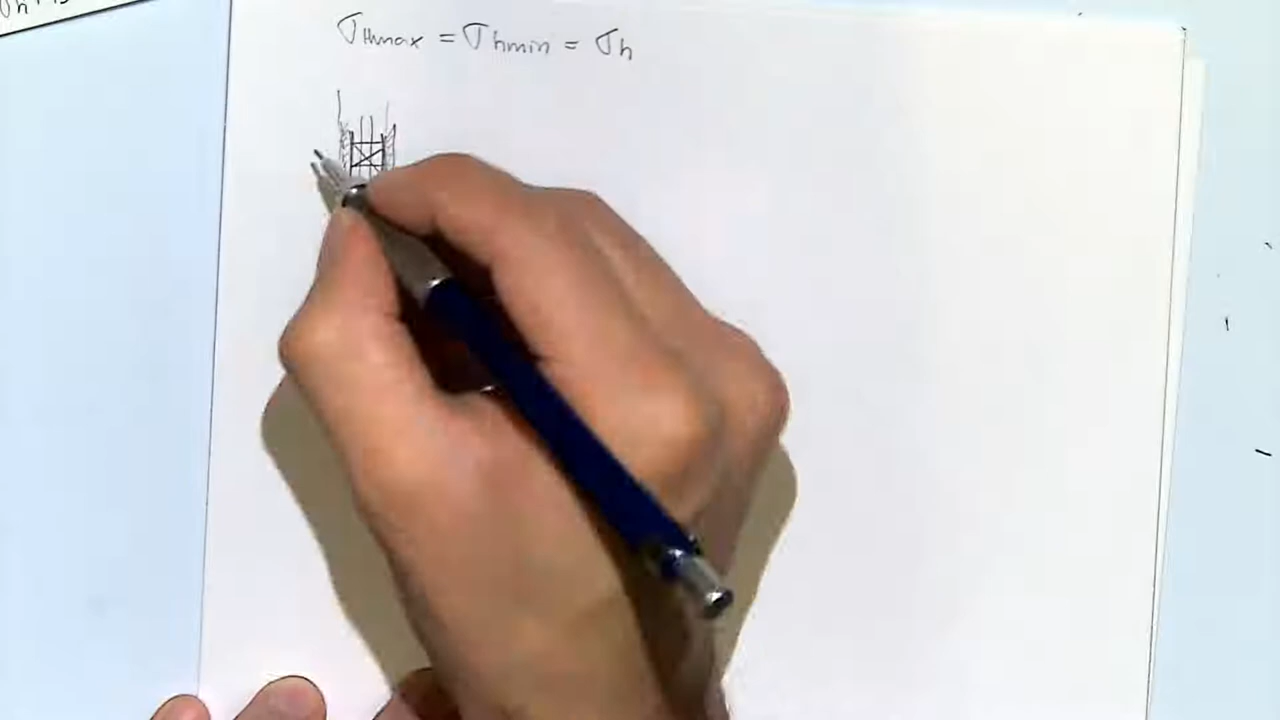 σHmax = σhmin = σh